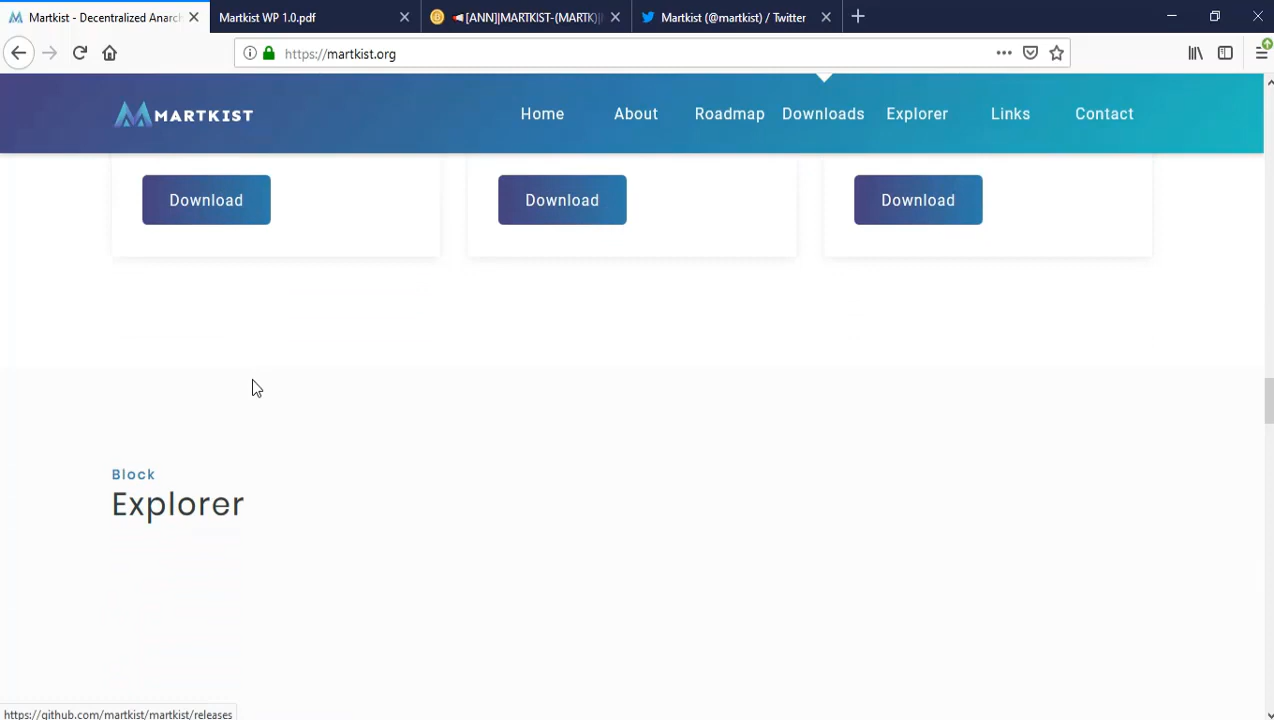 Martkist - Decentralized Anarch
Martkist WP 1.0.pdf
[ANN]|MARTKIST-(MARTK)|
Martkist (@martkist) / Twitter
https://martkist.org
MARTKIST
Home
About
Roadmap
Downloads
Explorer
Links
Contact
Download
Download
Download
Block
Explorer
https://github.com/martkist/martkist/releases